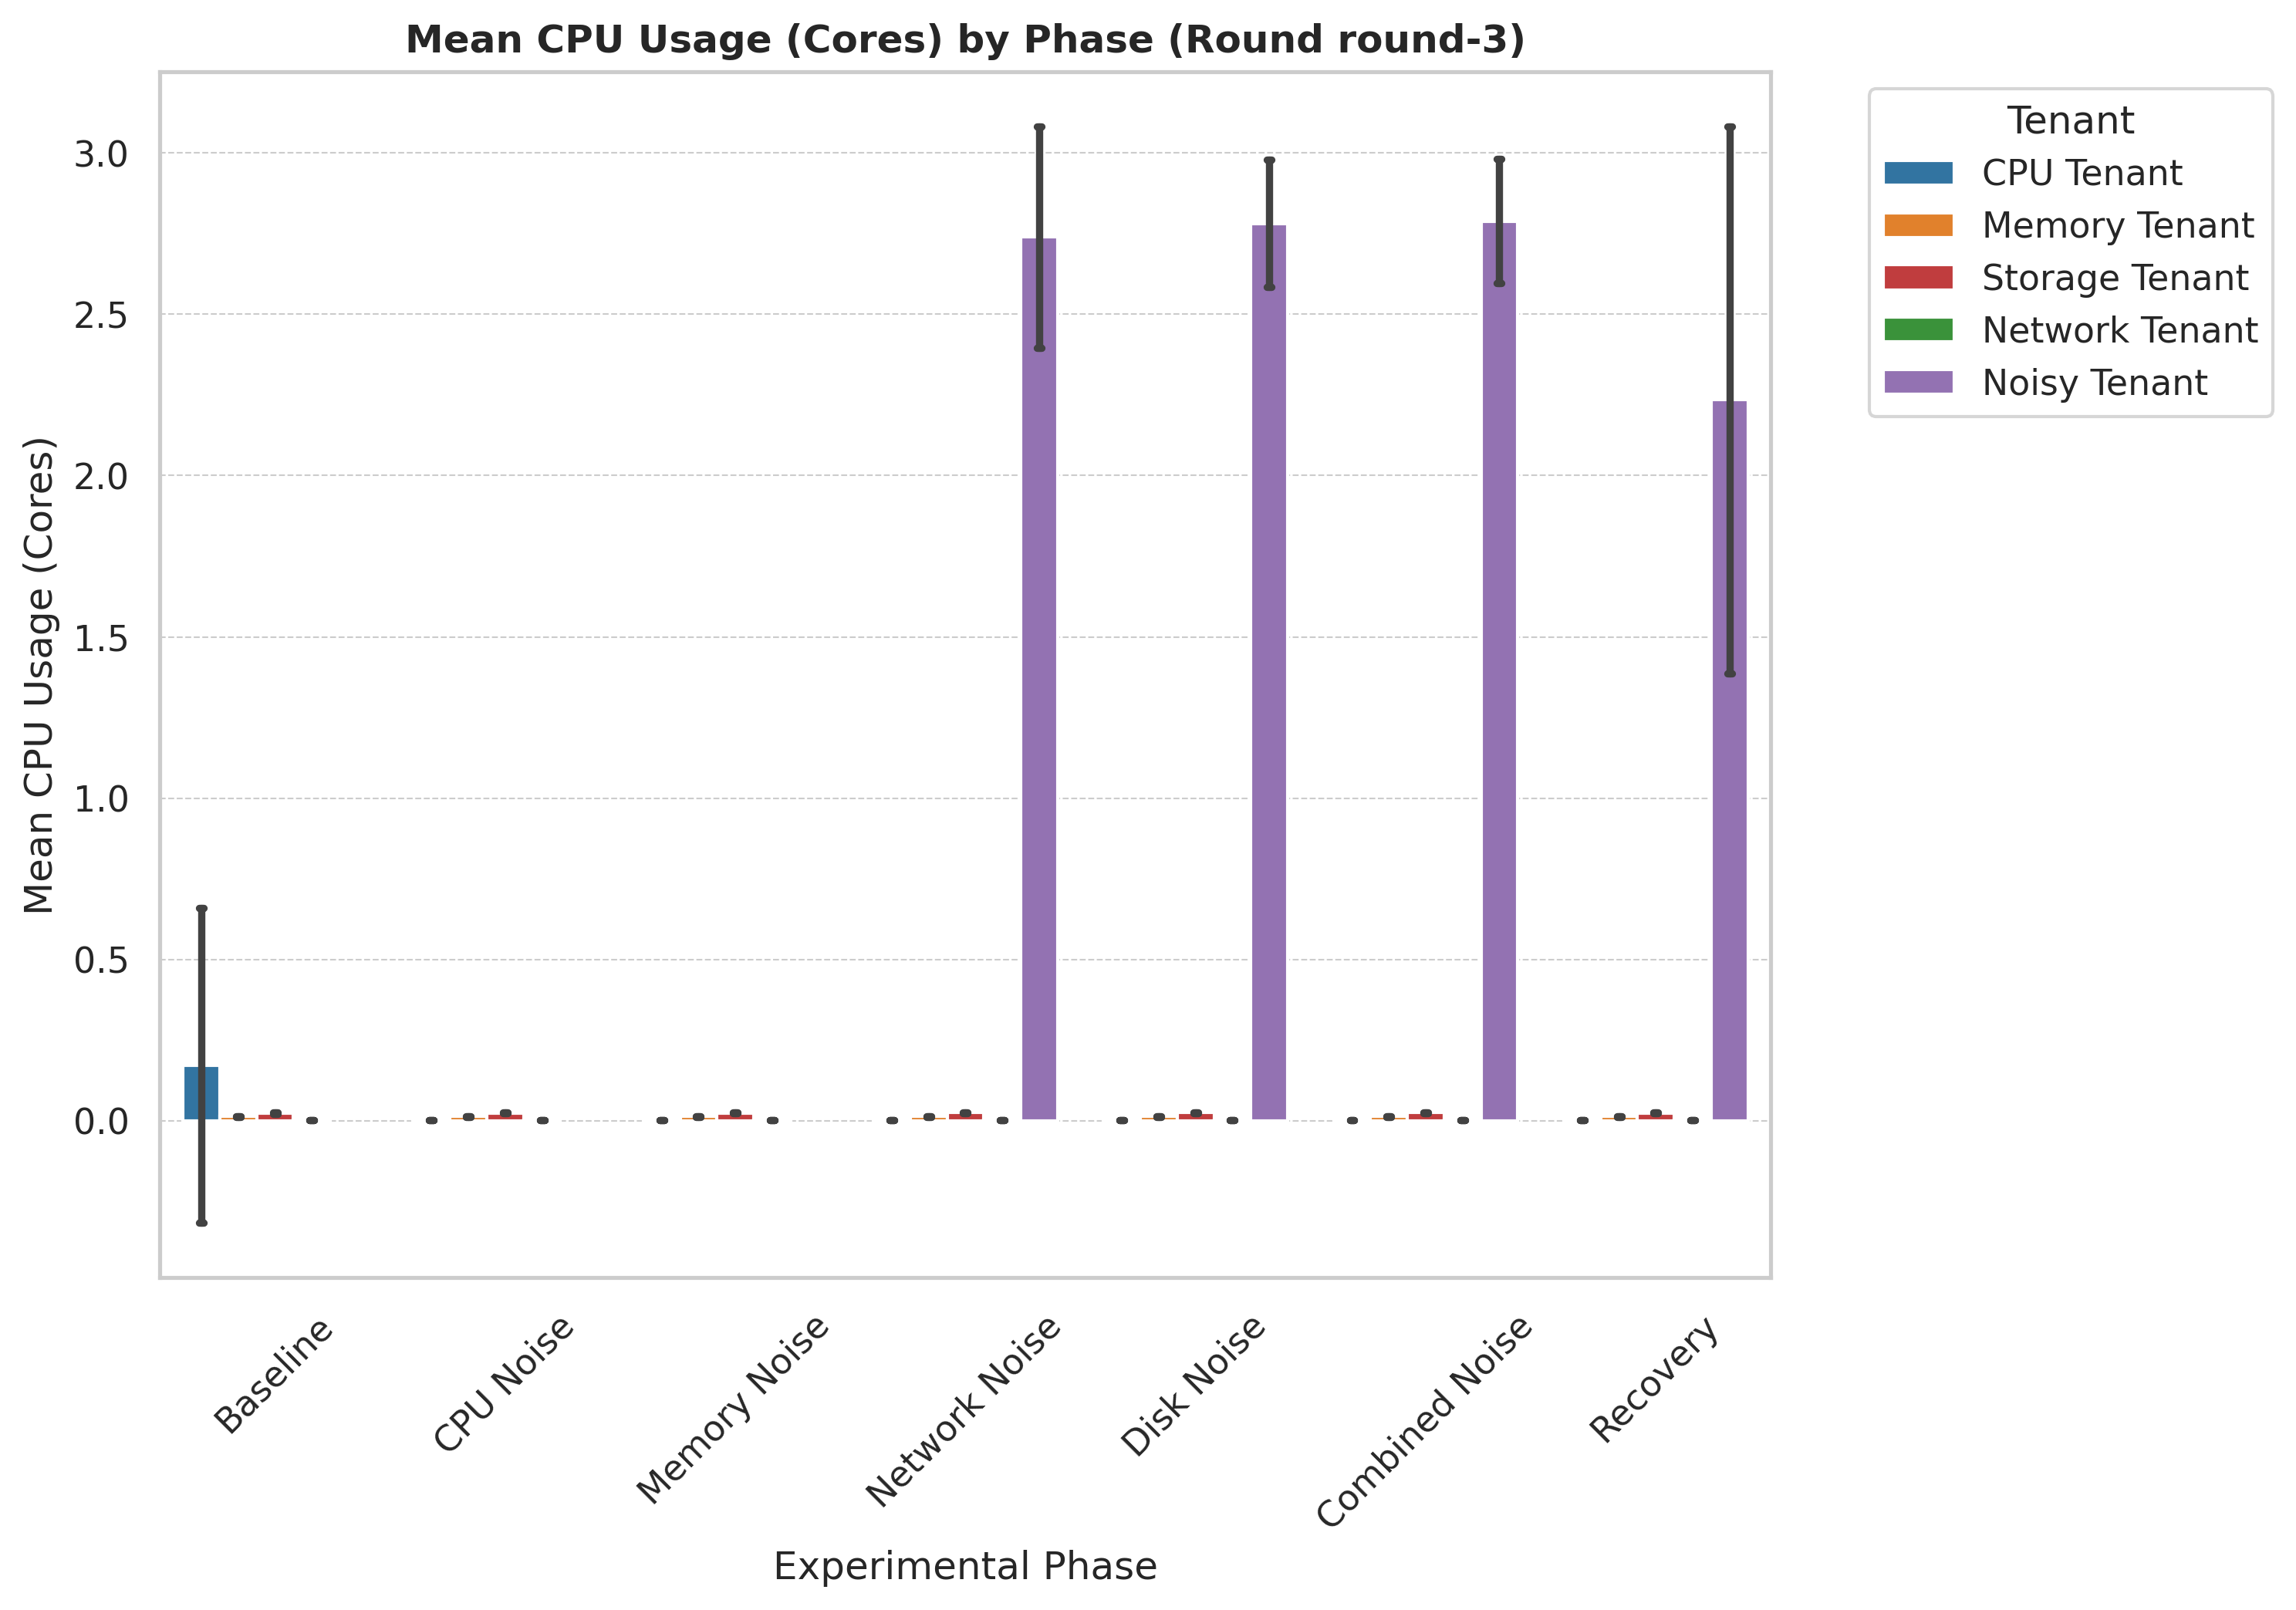 Mean CPU Usage (Cores) by Phase (Round round-3)
Mean CPU Usage (Cores)
3.0
2.5
2.0
1.5
1.0
0.5
0.0
Baseline
CPU Noise
Memory Noise
Network Noise
Disk Noise
Combined Noise
Recovery
Experimental Phase
Tenant
CPU Tenant
Memory Tenant
Storage Tenant
Network Tenant
Noisy Tenant